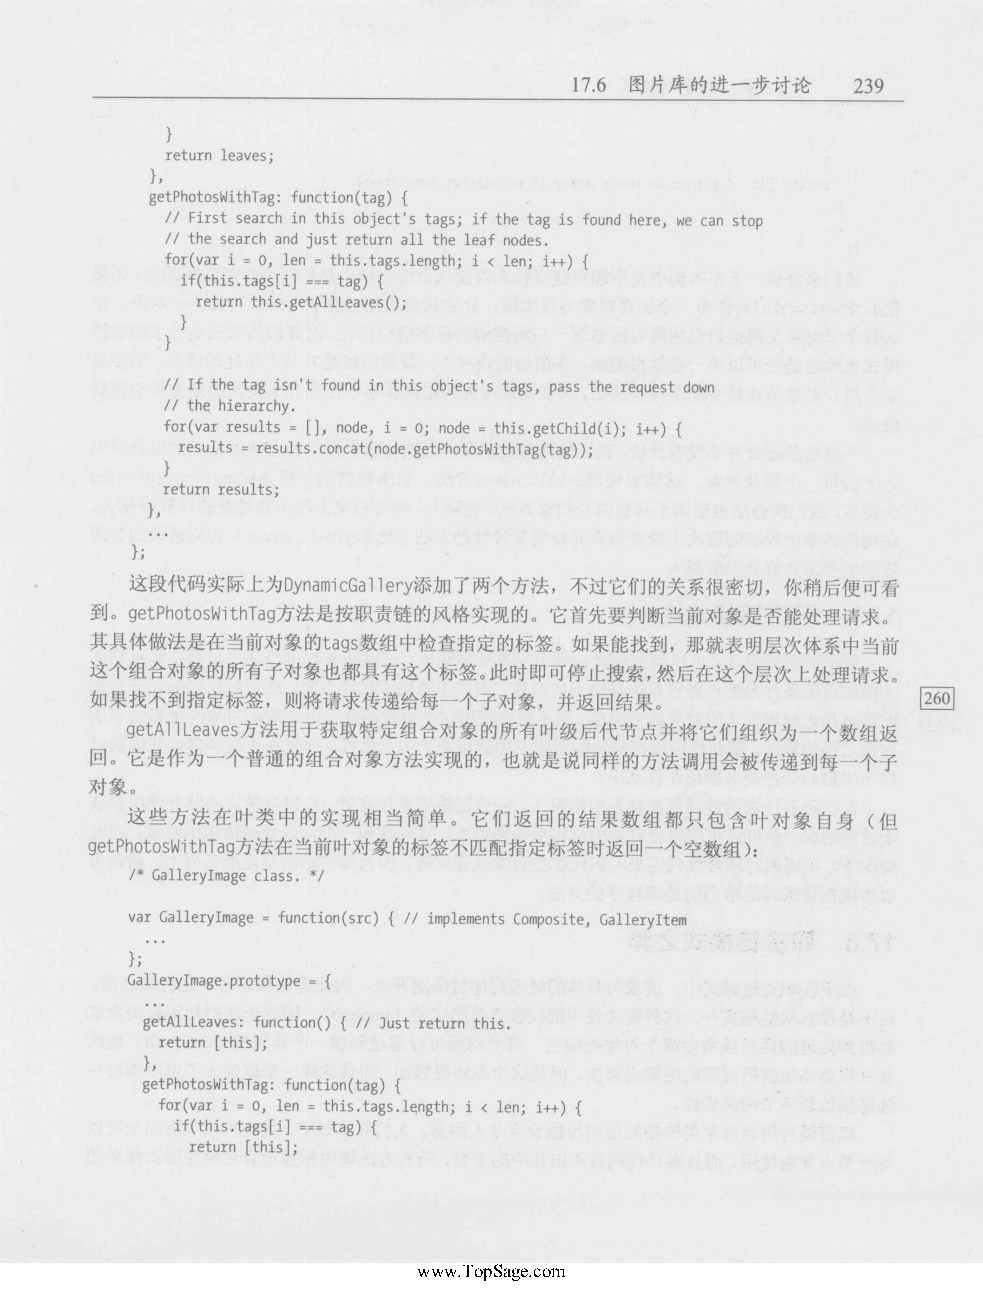 17.6 图片库的进一步讨论 239
}
return leaves;
},
getPhotosWithTag: function(tag) {
// First search in this object's tags; if the tag is found here, we can stop
// the search and just return all the leaf nodes.
for(var i = 0, len = this.tags.length; i < len; i++) {
if(this.tags[i] === tag) {
return this.getAllLeaves();
}
}
// If the tag isn't found in this object's tags, pass the request down
// the hierarchy.
for(var results = [], node, i = 0; node = this.getChild(i); i++) {
results = results.concat(node.getPhotosWithTag(tag));
}
return results;
},
...
};
这段代码实际上为DynamicGallery添加了两个方法，不过它们的关系很密切，你稍后便可看
到。getPhotosWithTag方法是按职责链的风格实现的。它首先要判断当前对象是否能处理请求。
其具体做法是在当前对象的tags数组中检查指定的标签。如果能找到，那就表明层次体系中当前
这个组合对象的所有子对象也都具有这个标签。此时即可停止搜索，然后在这个层次上处理请求。
如果找不到指定标签，则将请求传递给每一个子对象，并返回结果。
260
getAllLeaves方法用于获取特定组合对象的所有叶级后代节点并将它们组织为一个数组返
回。它是作为一个普通的组合对象方法实现的，也就是说同样的方法调用会被传递到每一个子
对象。
这些方法在叶类中的实现相当简单。它们返回的结果数组都只包含叶对象自身（但
getPhotosWithTag方法在当前叶对象的标签不匹配指定标签时返回一个空数组）：
/* GalleryImage class. */
var GalleryImage = function(src) { // implements Composite, GalleryItem
...
};
GalleryImage.prototype = {
...
getAllLeaves: function() { // Just return this.
return [this];
},
getPhotosWithTag: function(tag) {
for(var i = 0, len = this.tags.length; i < len; i++) {
if(this.tags[i] === tag) {
return [this];
www.TopSage.com